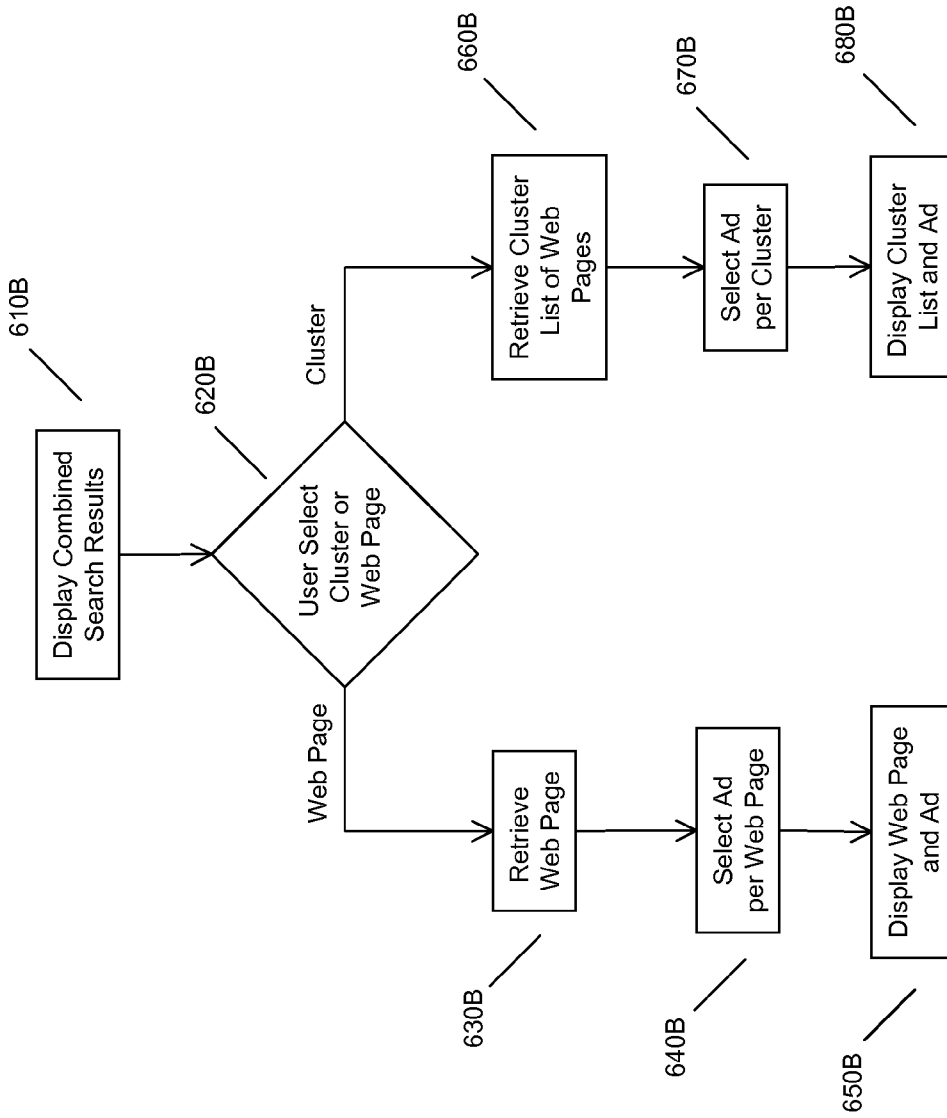 610B
Display Combined
Search Results
620B
User Select
Cluster or
Web Page
Web Page
Cluster
630B
Retrieve
Web Page
640B
Select Ad
per Web Page
650B
Display Web Page
and Ad
660B
Retrieve Cluster
List of Web
Pages
670B
Select Ad
per Cluster
680B
Display Cluster
List and Ad